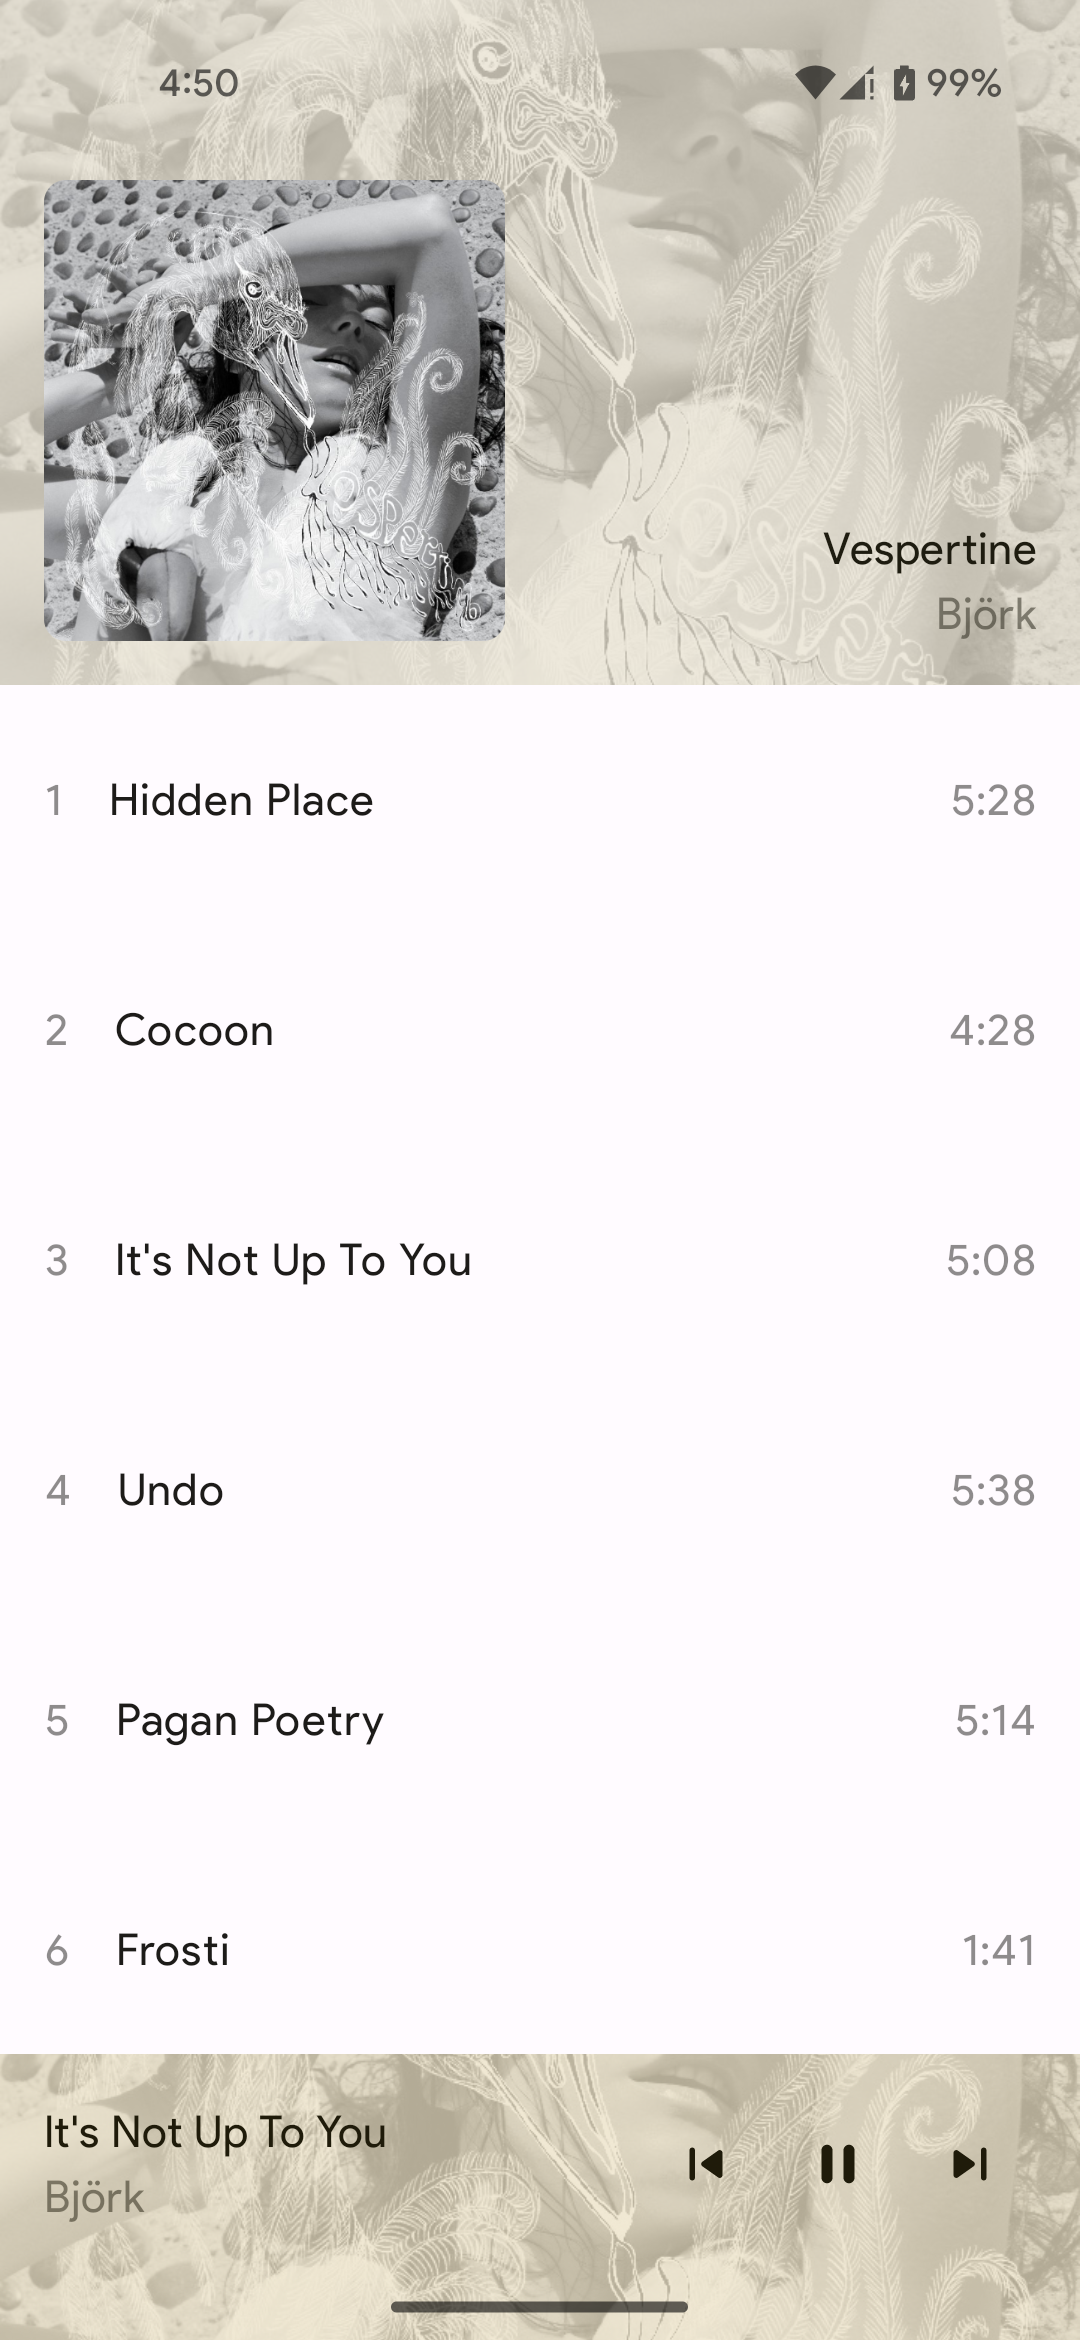 4:50 99%
Vespertine
Vespertine
Björk
1 Hidden Place 5:28
2 Cocoon 4:28
3 It's Not Up To You 5:08
4 Undo 5:38
5 Pagan Poetry 5:14
6 Frosti 1:41
It's Not Up To You
Björk